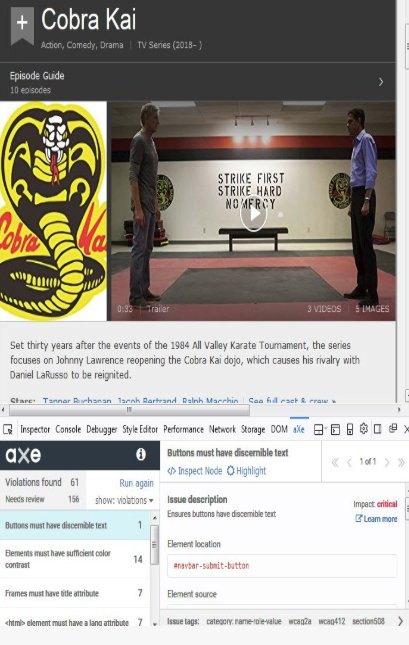 + Cobra Kai
Action, Comedy, Drama | TV Series (2018– )
Episode Guide
10 episodes
Cobra Ka
STRIKE FIRST
STRIKE HARD
NO MERCY
0:33 | Trailer
3 VIDEOS | 5 IMAGES
Set thirty years after the events of the 1984 All Valley Karate Tournament, the series
focuses on Johnny Lawrence reopening the Cobra Kai dojo, which causes his rivalry with
Daniel LaRusso to be reignited.
Stars: Tanner Buchanan, Jacob Bertrand, Ralph Macchio | See full cast & crew »
Inspector Console Debugger Style Editor Performance Network Storage DOM aXe
axe
Violations found 61 Run again
Needs review 156 show: violations
Buttons must have discernible text 1
Elements must have sufficient color
contrast 14
Frames must have title attribute 7
<html> element must have a lang attribute 7
Buttons must have discernible text
</> Inspect Node Highlight
1 of 1
Issue description
Ensures buttons have discernible text
Impact: critical
Learn more
Element location
#navbar-submit-button
Element source
Issue tags: category: name-role-value wcag2a wcag412 section508